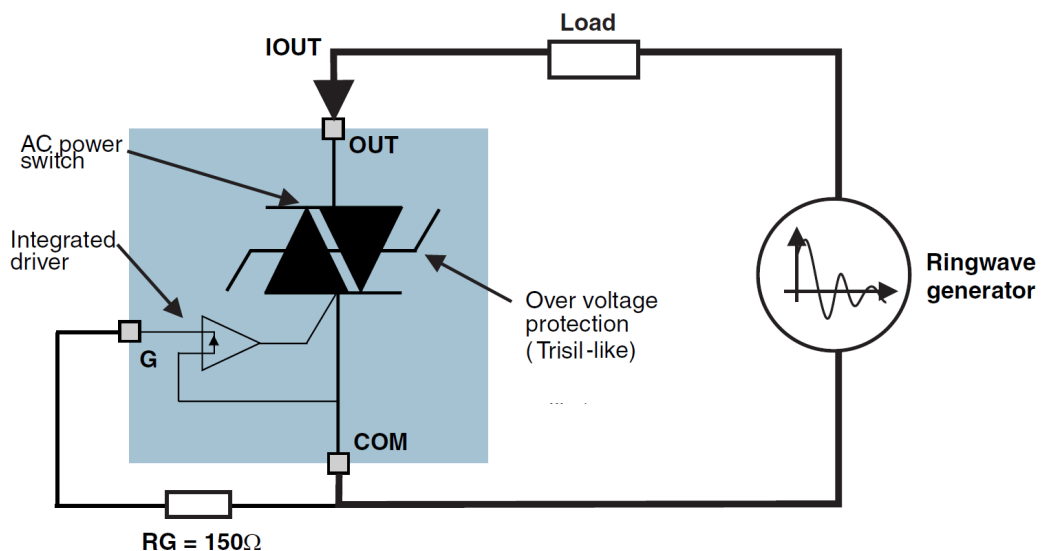 Load
IOUT
AC power
switch
OUT
Integrated
driver
Ringwave
generator
Over voltage
protection
(Trisil-like)
G
COM
RG = 150Ω